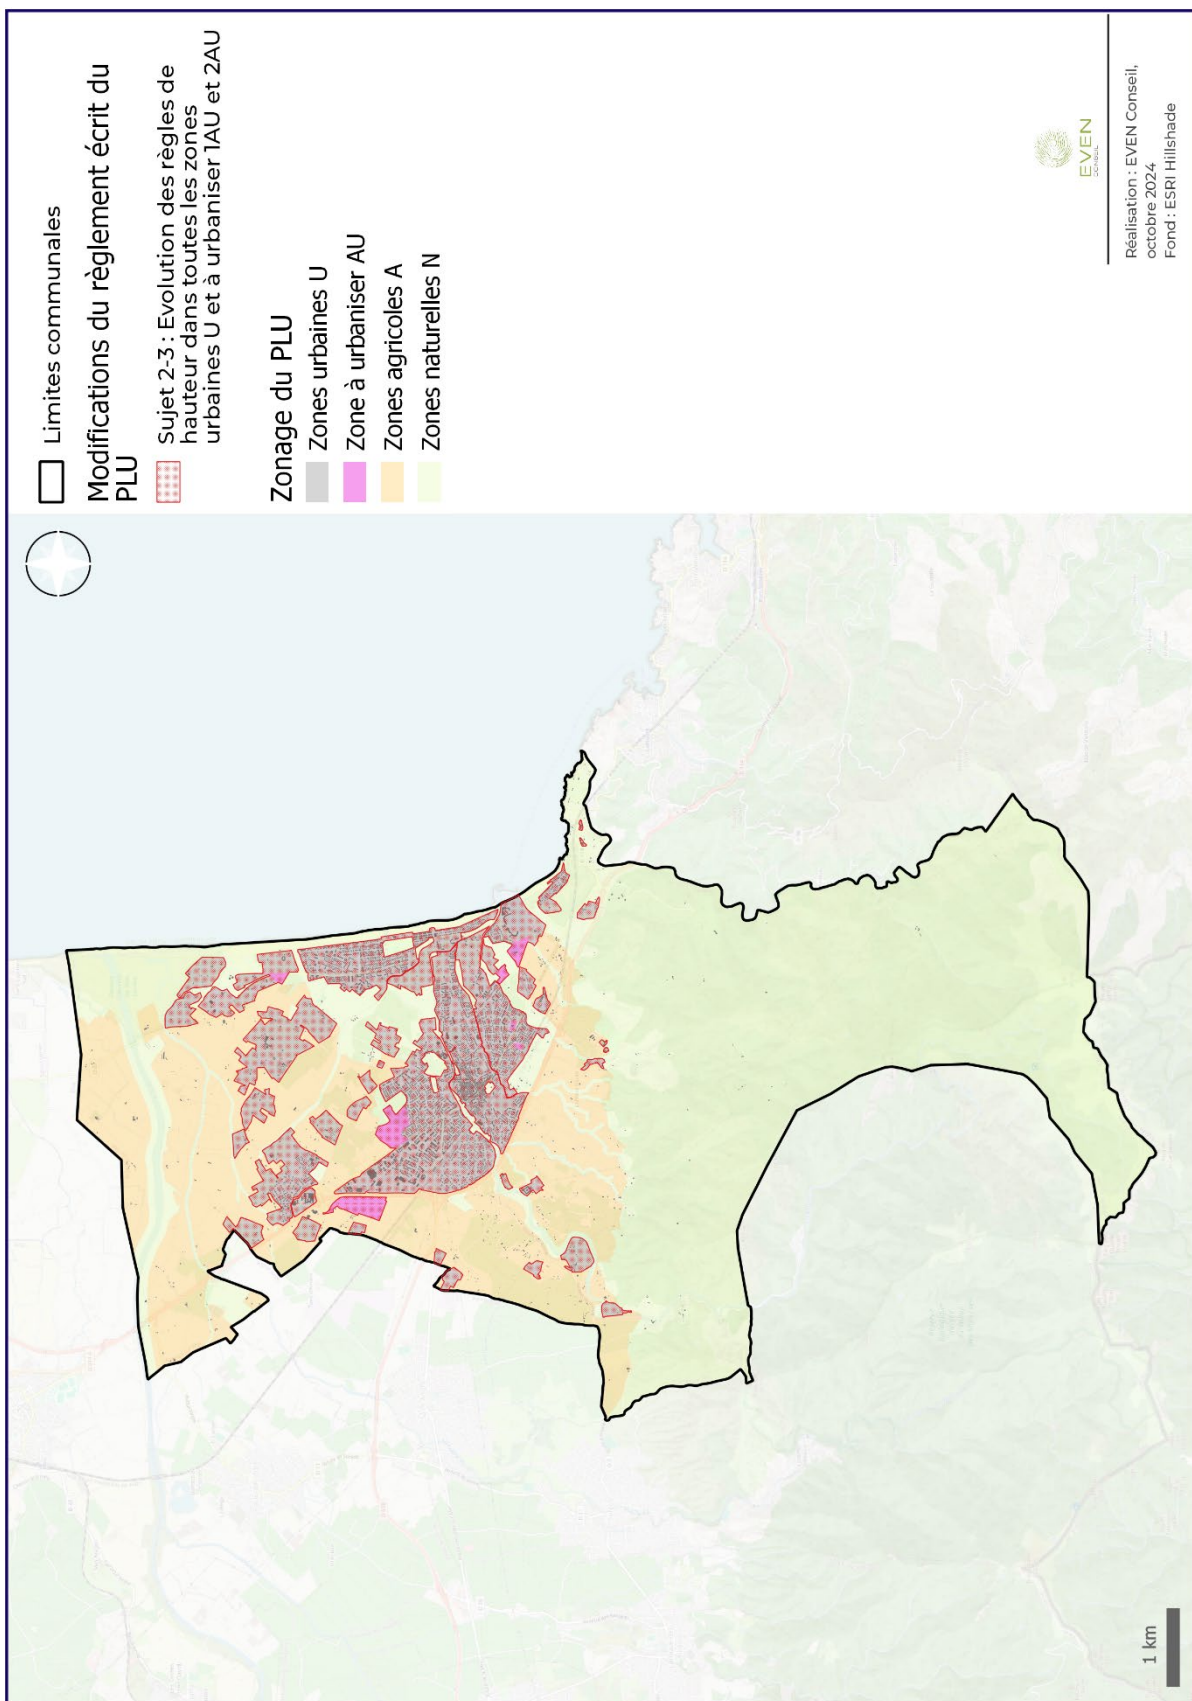 Limites communales
Modifications du règlement écrit du
PLU
Sujet 2-3 : Evolution des règles de
hauteur dans toutes les zones
urbaines U et à urbaniser 1AU et 2AU
Zonage du PLU
Zones urbaines U
Zone à urbaniser AU
Zones agricoles A
Zones naturelles N
1 km
EVEN
CONSEIL
Réalisation : EVEN Conseil,
octobre 2024
Fond : ESRI Hillshade